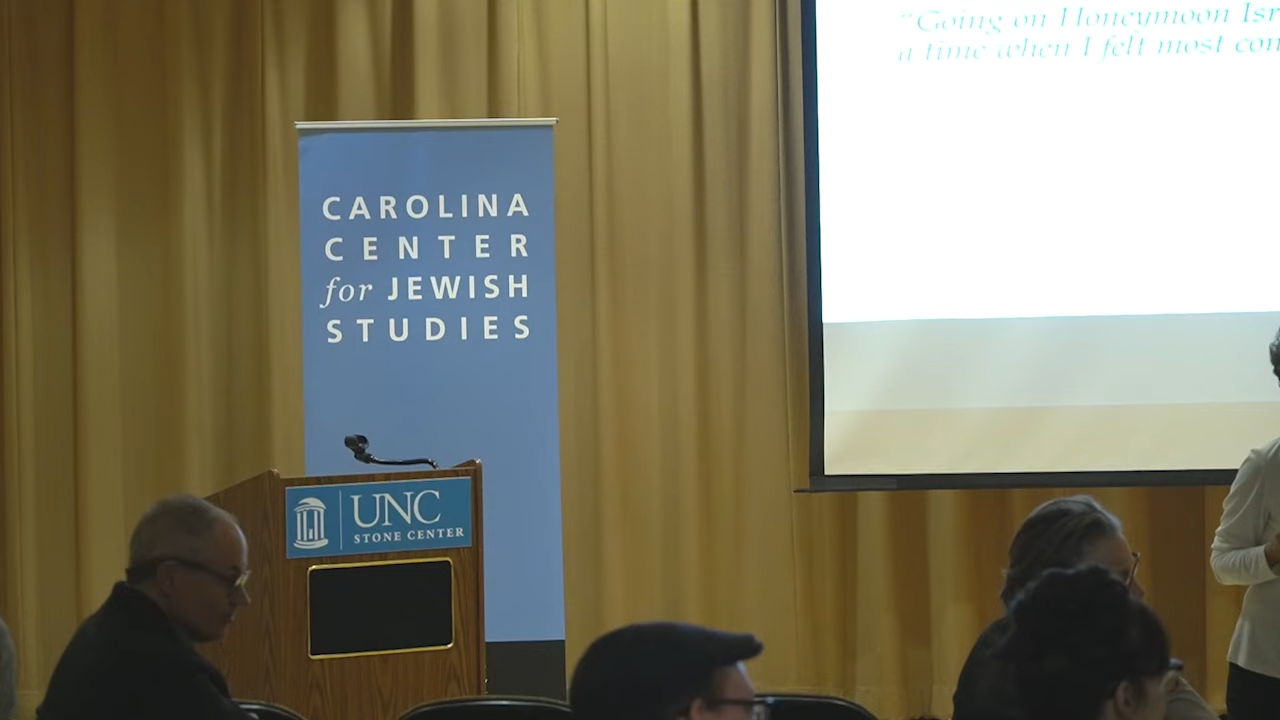 "Going on Honeymoon
a time when I felt most
CAROLINA
CENTER
for JEWISH
STUDIES
UNC
STONE CENTER